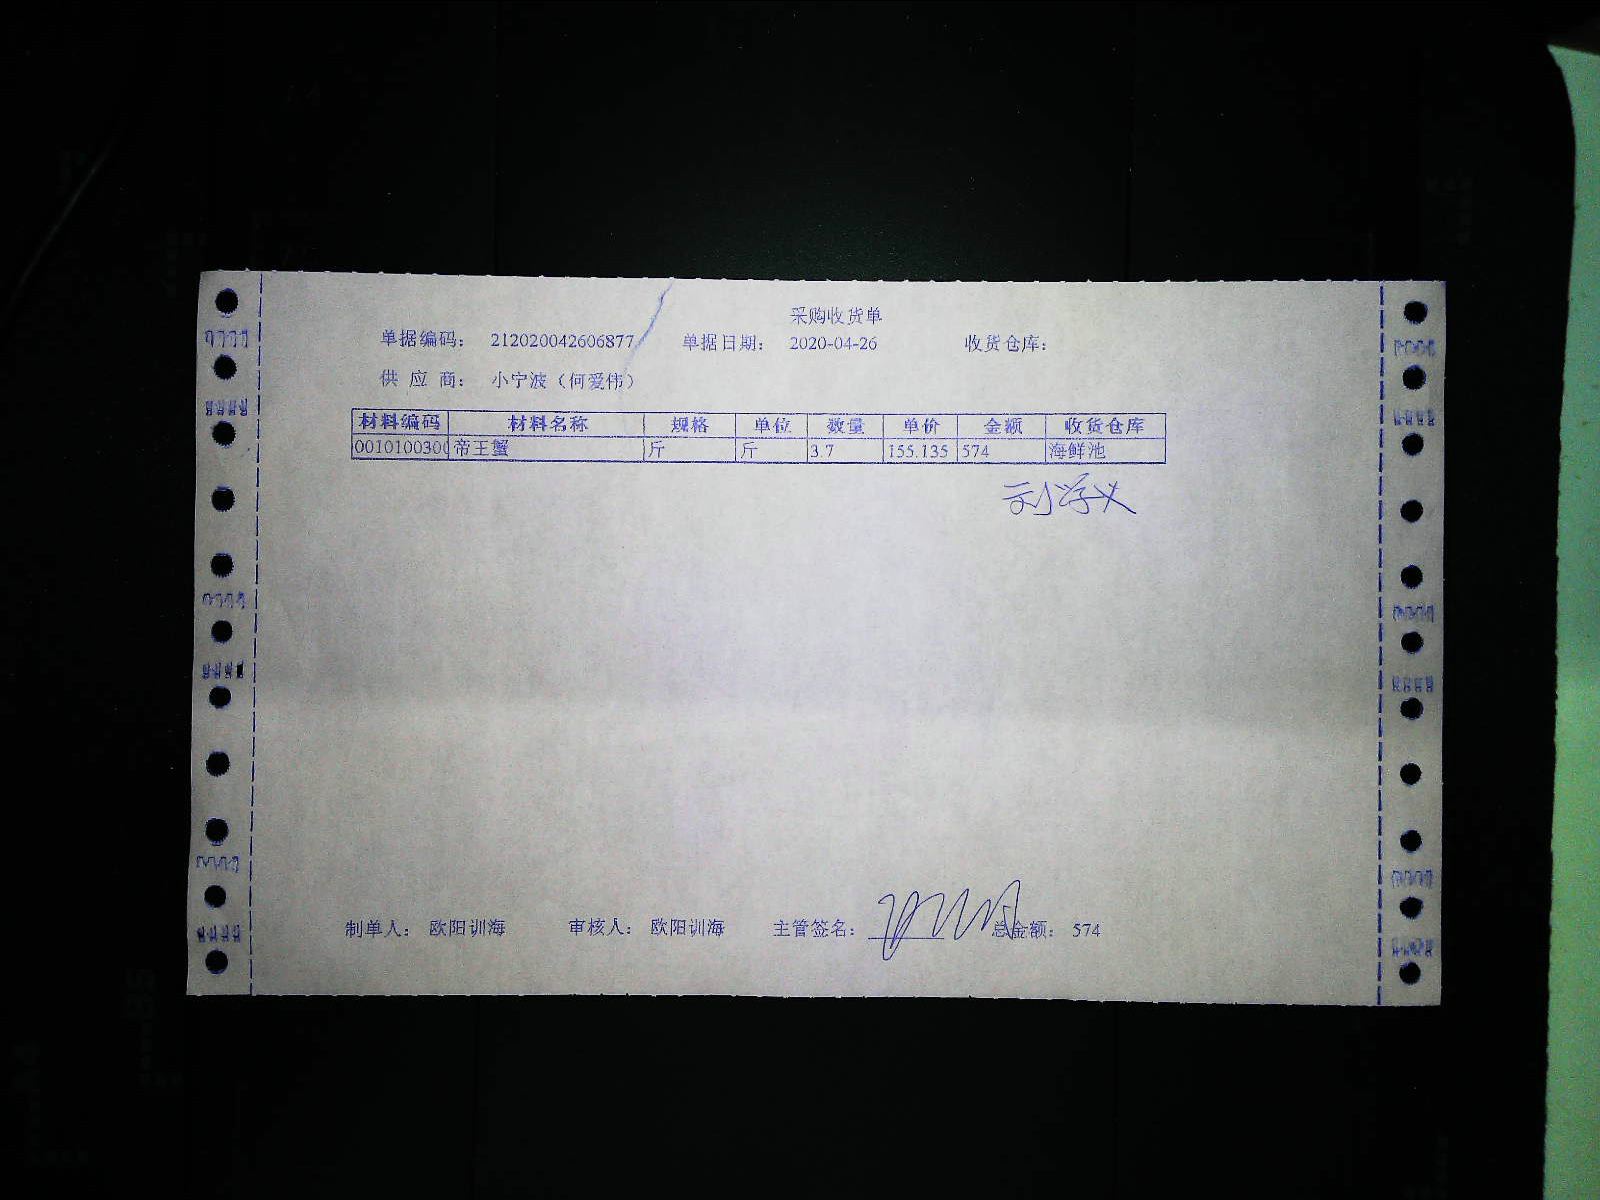 采购收货单
单据编码: 212020042606877 单据日期: 2020-04-26 收货仓库:
供 应 商: 小宁波（何爱伟）
材料编码 材料名称 规格 单位 数量 单价 金额 收货仓库
0010100300 帝王蟹 斤 斤 3.7 155.135 574 海鲜池
刘学义
制单人: 欧阳训海 审核人: 欧阳训海 主管签名: 总金额: 574